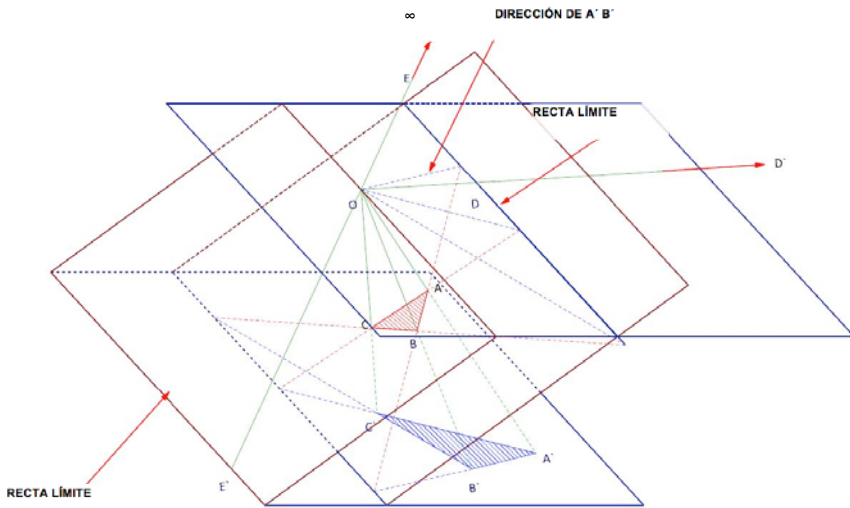 ∞
DIRECCIÓN DE A´ B´
E
RECTA LÍMITE
D´
O
D
A
C
B
C´
A´
B´
E´
RECTA LÍMITE